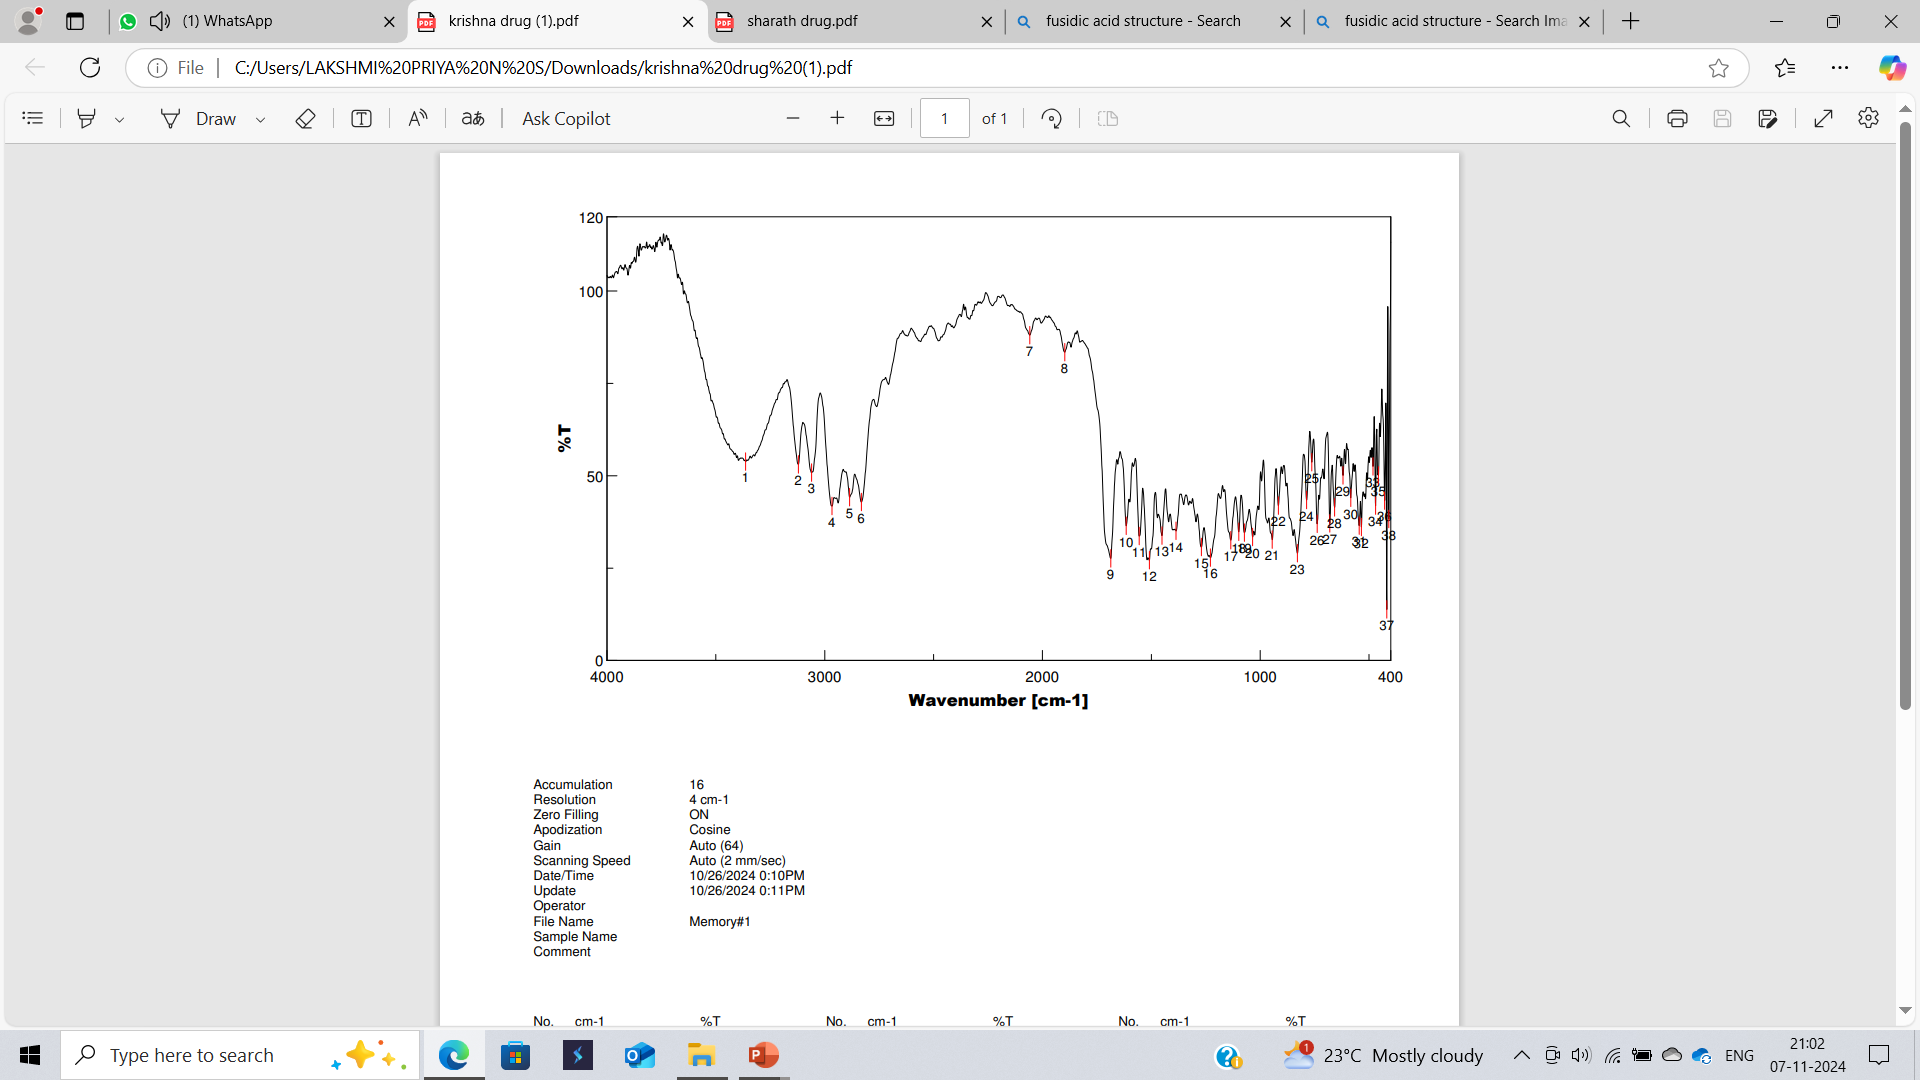 (1) WhatsApp
krishna drug (1).pdf
sharath drug.pdf
fusidic acid structure - Search
fusidic acid structure - Search Ima
File
C:/Users/LAKSHMI%20PRIYA%20N%20S/Downloads/krishna%20drug%20(1).pdf
Draw
Ask Copilot
1 of 1
120
100
50
0
%T
4000 3000 2000 1000 400
Wavenumber [cm-1]
1
2
3
4
5
6
7
8
9
10
11
12
13
14
15
16
17
18
19
20
21
22
23
24
25
26
27
28
29
30
31
32
33
34
35
36
37
38
Accumulation 16
Resolution 4 cm-1
Zero Filling ON
Apodization Cosine
Gain Auto (64)
Scanning Speed Auto (2 mm/sec)
Date/Time 10/26/2024 0:10PM
Update 10/26/2024 0:11PM
Operator
File Name Memory#1
Sample Name
Comment
No. cm-1 %T No. cm-1 %T No. cm-1 %T
Type here to search
23°C Mostly cloudy
ENG
21:02
07-11-2024